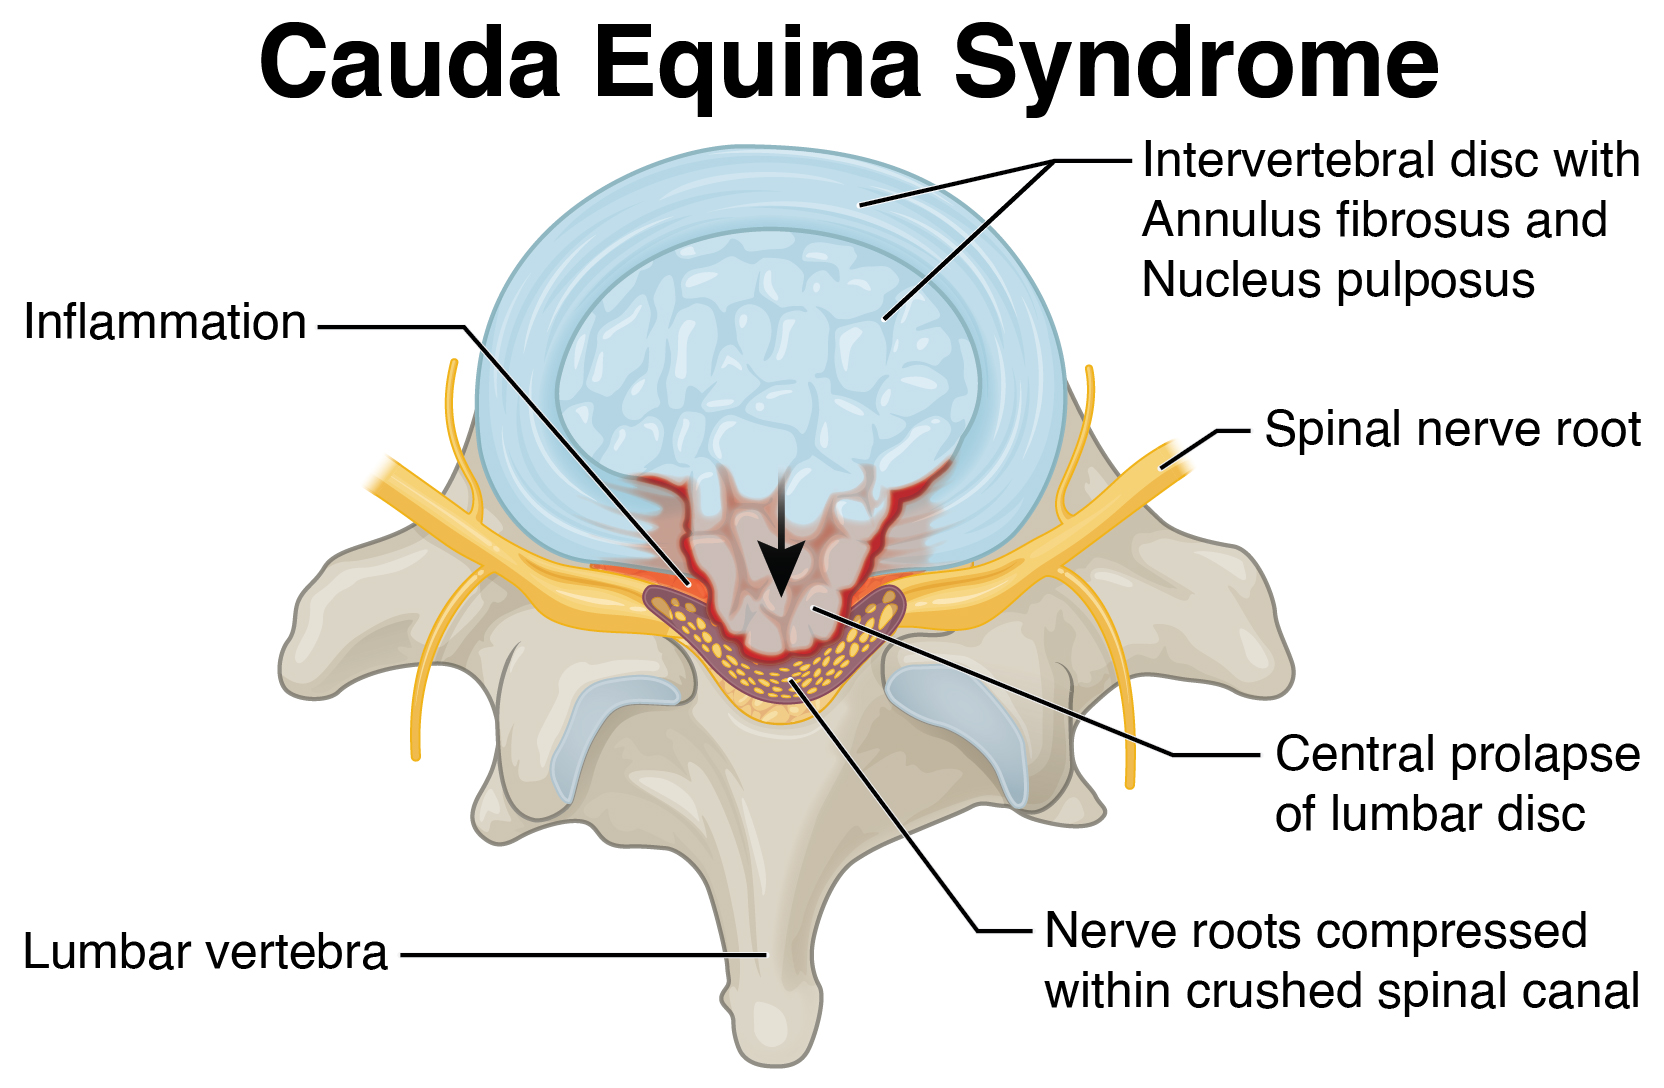 Cauda Equina Syndrome
Intervertebral disc with
Annulus fibrosus and
Nucleus pulposus
Inflammation
Spinal nerve root
Central prolapse
of lumbar disc
Nerve roots compressed
within crushed spinal canal
Lumbar vertebra